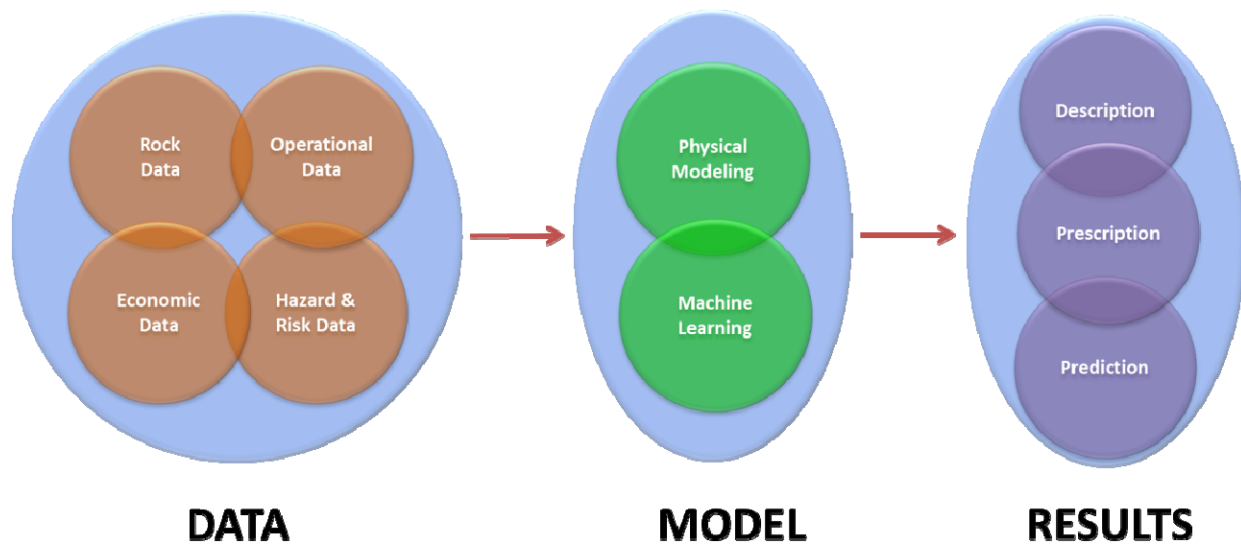 Rock
Data
Operational
Data
Economic
Data
Hazard &
Risk Data
DATA
Physical
Modeling
Machine
Learning
MODEL
Description
Prescription
Prediction
RESULTS